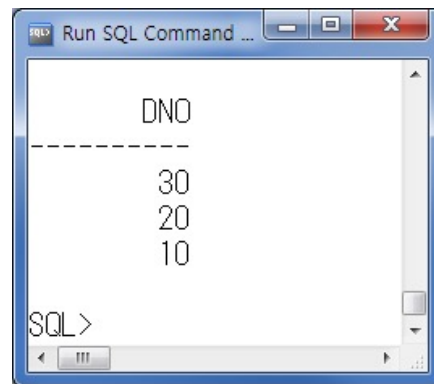 Run SQL Command ...
DNO
----------
30
20
10
SQL>